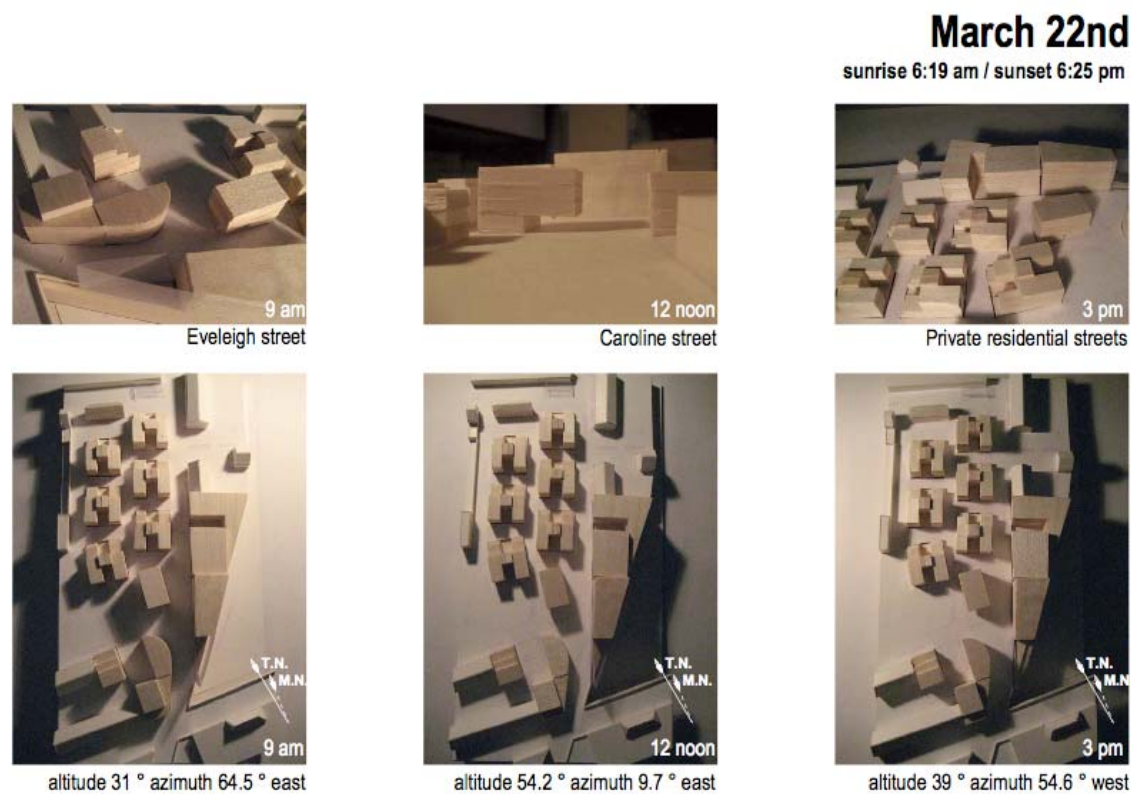 March 22nd
sunrise 6:19 am / sunset 6:25 pm
9 am
Eveleigh street
12 noon
Caroline street
3 pm
Private residential streets
T.N.
M.N.
9 am
altitude 31 ° azimuth 64.5 ° east
T.N.
M.N.
12 noon
altitude 54.2 ° azimuth 9.7 ° east
T.N.
M.N.
3 pm
altitude 39 ° azimuth 54.6 ° west